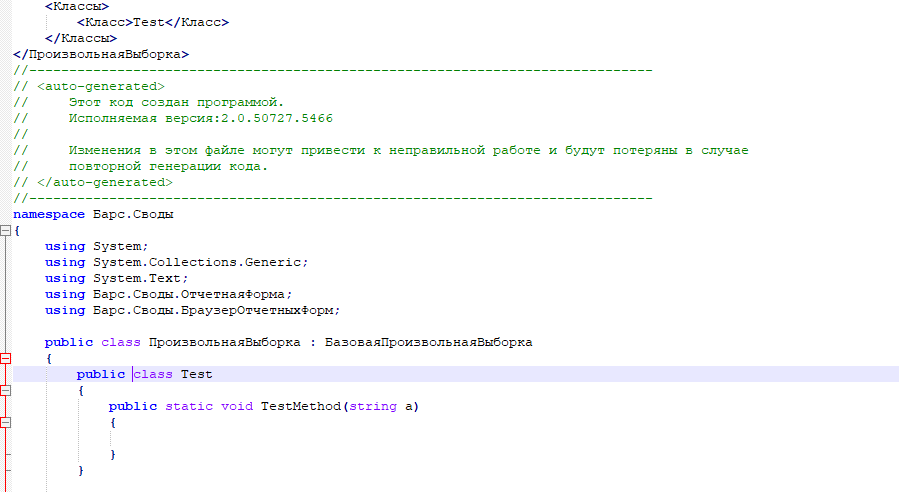 <Классы>
<Класс>Test</Класс>
</Классы>
</ПроизвольнаяВыборка>
//------------------------------------------------------------------------------
// <auto-generated>
//     Этот код создан программой.
//     Исполняемая версия:2.0.50727.5466
//
//     Изменения в этом файле могут привести к неправильной работе и будут потеряны в случае
//     повторной генерации кода.
// </auto-generated>
//------------------------------------------------------------------------------
namespace Барс.Своды
{
using System;
using System.Collections.Generic;
using System.Text;
using Барс.Своды.ОтчетнаяФорма;
using Барс.Своды.БраузерОтчетныхФорм;
public class ПроизвольнаяВыборка : БазоваяПроизвольнаяВыборка
{
public class Test
{
public static void TestMethod(string a)
{
}
}